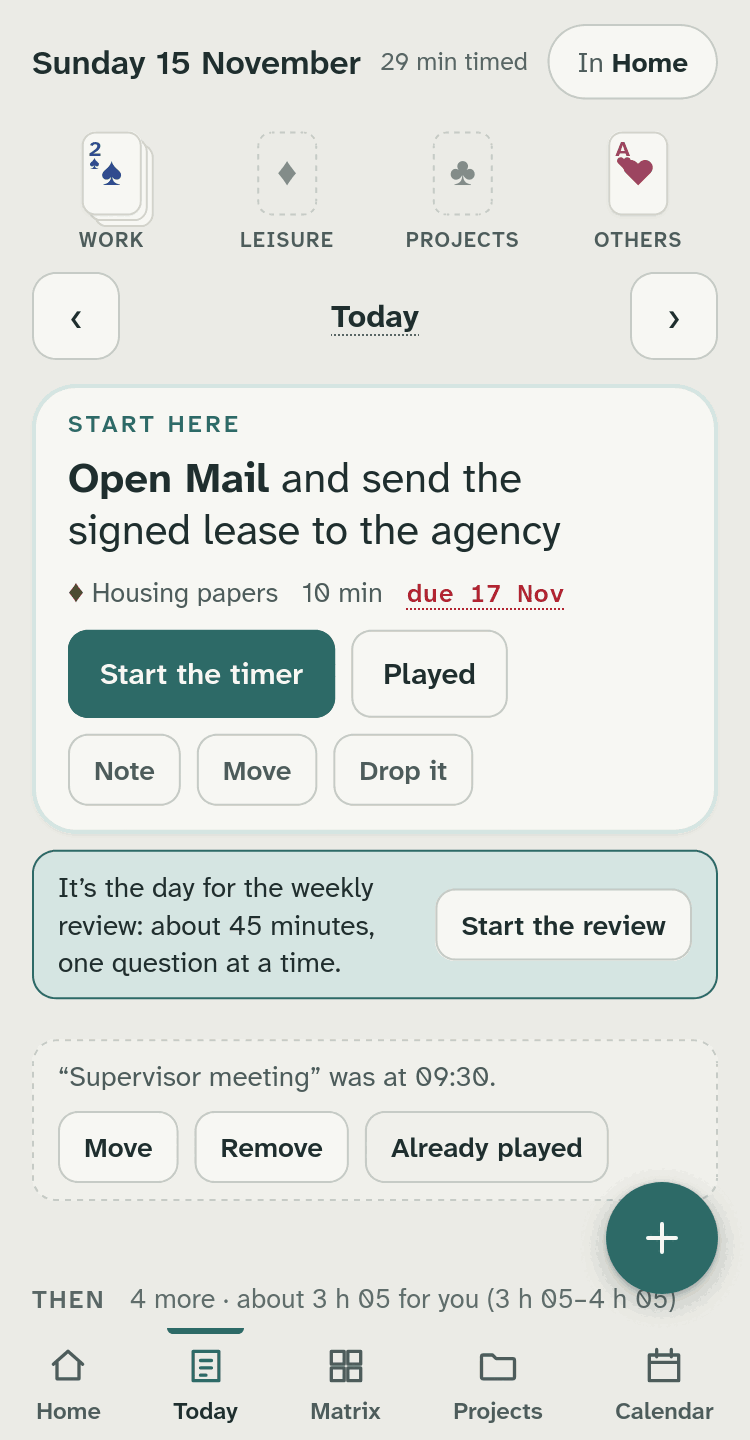 Sunday 15 November 29 min timed In Home
2 A
WORK LEISURE PROJECTS OTHERS
‹ Today ›
START HERE
Open Mail and send the
signed lease to the agency
♦ Housing papers 10 min due 17 Nov
Start the timer Played
Note Move Drop it
It’s the day for the weekly
review: about 45 minutes,
one question at a time.
Start the review
“Supervisor meeting” was at 09:30.
Move Remove Already played
+
THEN 4 more · about 3 h 05 for you (3 h 05–4 h 05)
Home Today Matrix Projects Calendar